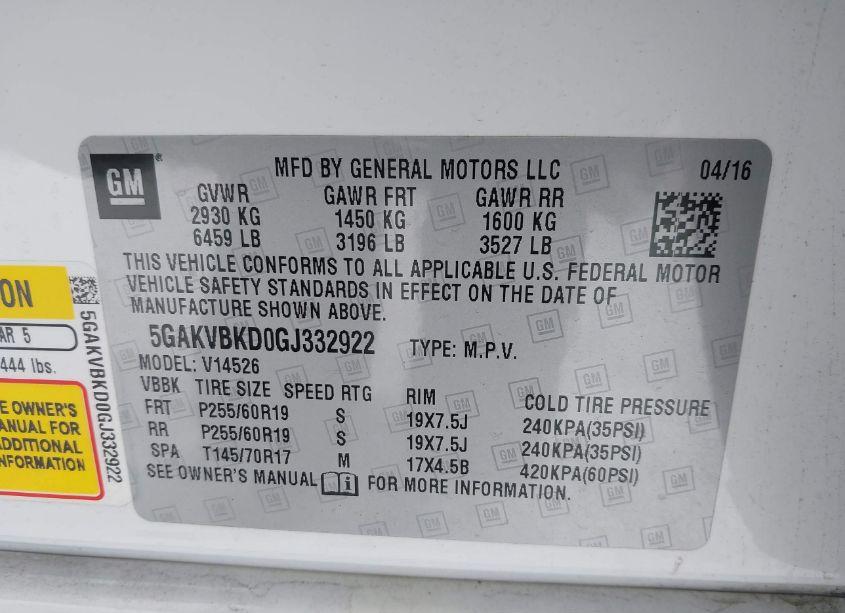 GM
MFD BY GENERAL MOTORS LLC 04/16
GVWR GAWR FRT GAWR RR
2930 KG 1450 KG 1600 KG
6459 LB 3196 LB 3527 LB
THIS VEHICLE CONFORMS TO ALL APPLICABLE U.S. FEDERAL MOTOR
VEHICLE SAFETY STANDARDS IN EFFECT ON THE DATE OF
MANUFACTURE SHOWN ABOVE.
5GAKVBKD0GJ332922 TYPE: M.P.V.
MODEL: V14526
VBBK TIRE SIZE SPEED RTG RIM COLD TIRE PRESSURE
FRT P255/60R19 S 19X7.5J 240KPA(35PSI)
RR P255/60R19 S 19X7.5J 240KPA(35PSI)
SPA T145/70R17 M 17X4.5B 420KPA(60PSI)
SEE OWNER'S MANUAL FOR MORE INFORMATION.
ON
AR 5
444 lbs.
E OWNER'S
MANUAL FOR
ADDITIONAL
INFORMATION
5GAKVBKD0GJ332922